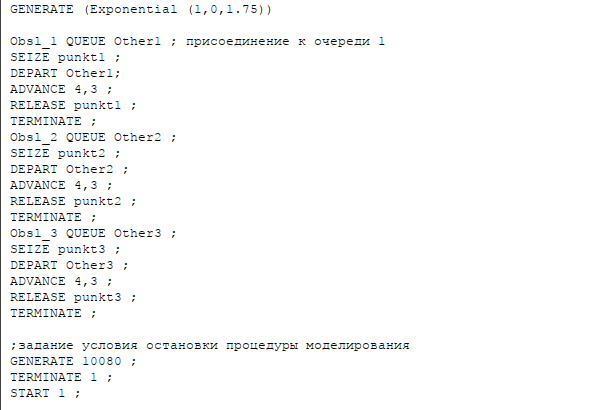 GENERATE (Exponential (1,0,1.75))
Obsl_1 QUEUE Other1 ; присоединение к очереди 1
SEIZE punkt1 ;
DEPART Other1;
ADVANCE 4,3 ;
RELEASE punkt1 ;
TERMINATE ;
Obsl_2 QUEUE Other2 ;
SEIZE punkt2 ;
DEPART Other2 ;
ADVANCE 4,3 ;
RELEASE punkt2 ;
TERMINATE ;
Obsl_3 QUEUE Other3 ;
SEIZE punkt3 ;
DEPART Other3 ;
ADVANCE 4,3 ;
RELEASE punkt3 ;
TERMINATE ;
;задание условия остановки процедуры моделирования
GENERATE 10080 ;
TERMINATE 1 ;
START 1 ;